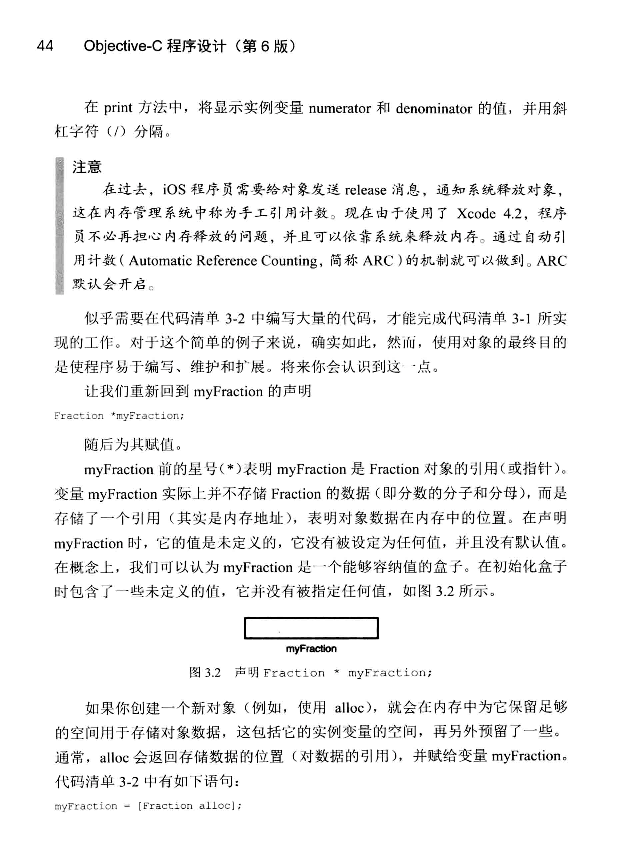 44 Objective-C 程序设计（第 6 版）
在 print 方法中，将显示实例变量 numerator 和 denominator 的值，并用斜
杠字符（/）分隔。
注意
在过去，iOS 程序员需要给对象发送 release 消息，通知系统释放对象，
这在内存管理系统中称为手工引用计数。现在由于使用了 Xcode 4.2，程序
员不必再担心内存释放的问题，并且可以依靠系统来释放内存。通过自动引
用计数（Automatic Reference Counting，简称 ARC）的机制就可以做到。ARC
默认会开启。
似乎需要在代码清单 3-2 中编写大量的代码，才能完成代码清单 3-1 所实
现的工作。对于这个简单的例子来说，确实如此，然而，使用对象的最终目的
是使程序易于编写、维护和扩展。将来你会认识到这一点。
让我们重新回到 myFraction 的声明
Fraction *myFraction;
随后为其赋值。
myFraction 前的星号(*)表明 myFraction 是 Fraction 对象的引用(或指针)。
变量 myFraction 实际上并不存储 Fraction 的数据（即分数的分子和分母），而是
存储了一个引用（其实是内存地址），表明对象数据在内存中的位置。在声明
myFraction 时，它的值是未定义的，它没有被设定为任何值，并且没有默认值。
在概念上，我们可以认为 myFraction 是一个能够容纳值的盒子。在初始化盒子
时包含了一些未定义的值，它并没有被指定任何值，如图 3.2 所示。
myFraction
图 3.2 声明 Fraction * myFraction;
如果你创建一个新对象（例如，使用 alloc），就会在内存中为它保留足够
的空间用于存储对象数据，这包括它的实例变量的空间，再另外预留了一些。
通常，alloc 会返回存储数据的位置（对数据的引用），并赋给变量 myFraction。
代码清单 3-2 中有如下语句：
myFraction = [Fraction alloc];